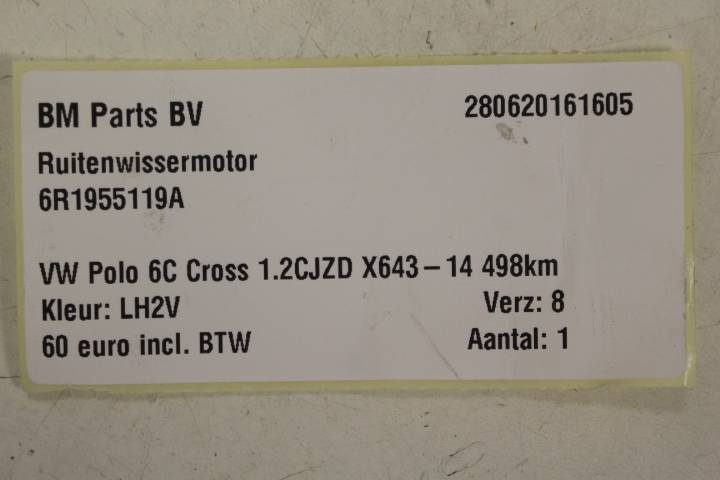 BM Parts BV 280620161605
Ruitenwissermotor
6R1955119A
VW Polo 6C Cross 1.2CJZD X643-14 498km
Kleur: LH2V Verz: 8
60 euro incl. BTW Aantal: 1